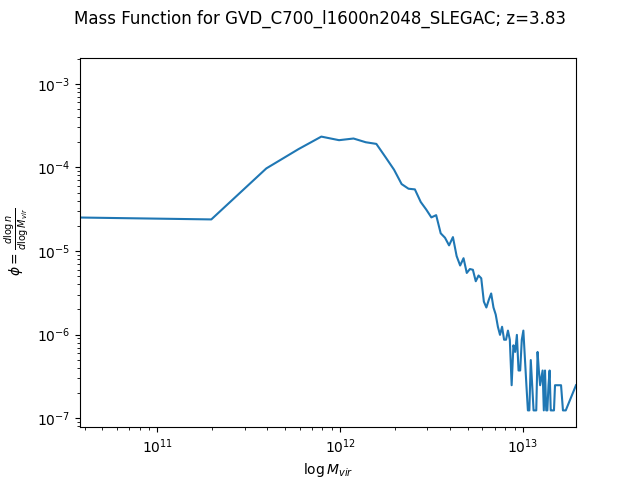 Mass Function for GVD_C700_l1600n2048_SLEGAC; z=3.83
10⁻³
10⁻⁴
10⁻⁵
10⁻⁶
10⁻⁷
ϕ = d log n / d log M_vir
10¹¹ 10¹² 10¹³
log M_vir